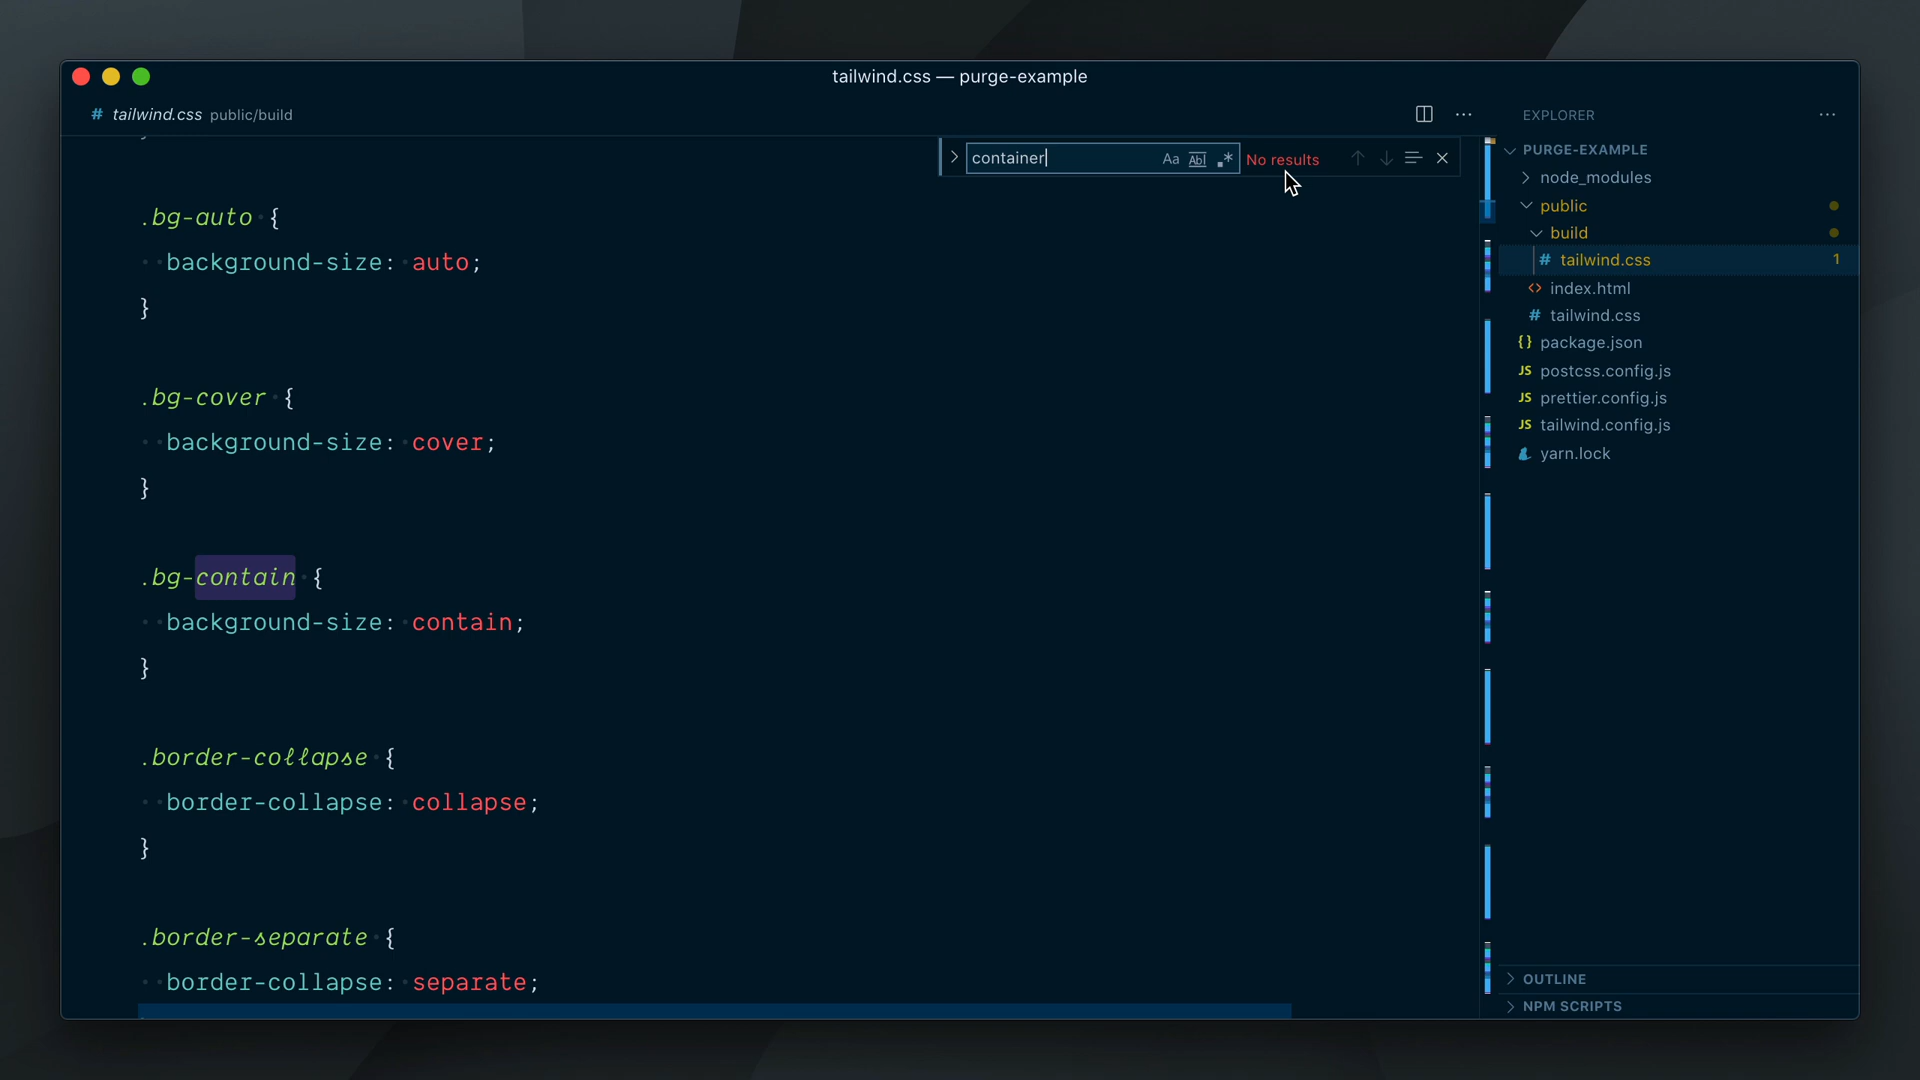 tailwind.css — purge-example
# tailwind.css public/build
container Aa Abl .* No results
.bg-auto {
background-size: auto;
}
.bg-cover {
background-size: cover;
}
.bg-contain {
background-size: contain;
}
.border-collapse {
border-collapse: collapse;
}
.border-separate {
border-collapse: separate;
EXPLORER
PURGE-EXAMPLE
node_modules
public
build
# tailwind.css 1
<> index.html
# tailwind.css
{} package.json
JS postcss.config.js
JS prettier.config.js
JS tailwind.config.js
yarn.lock
OUTLINE
NPM SCRIPTS